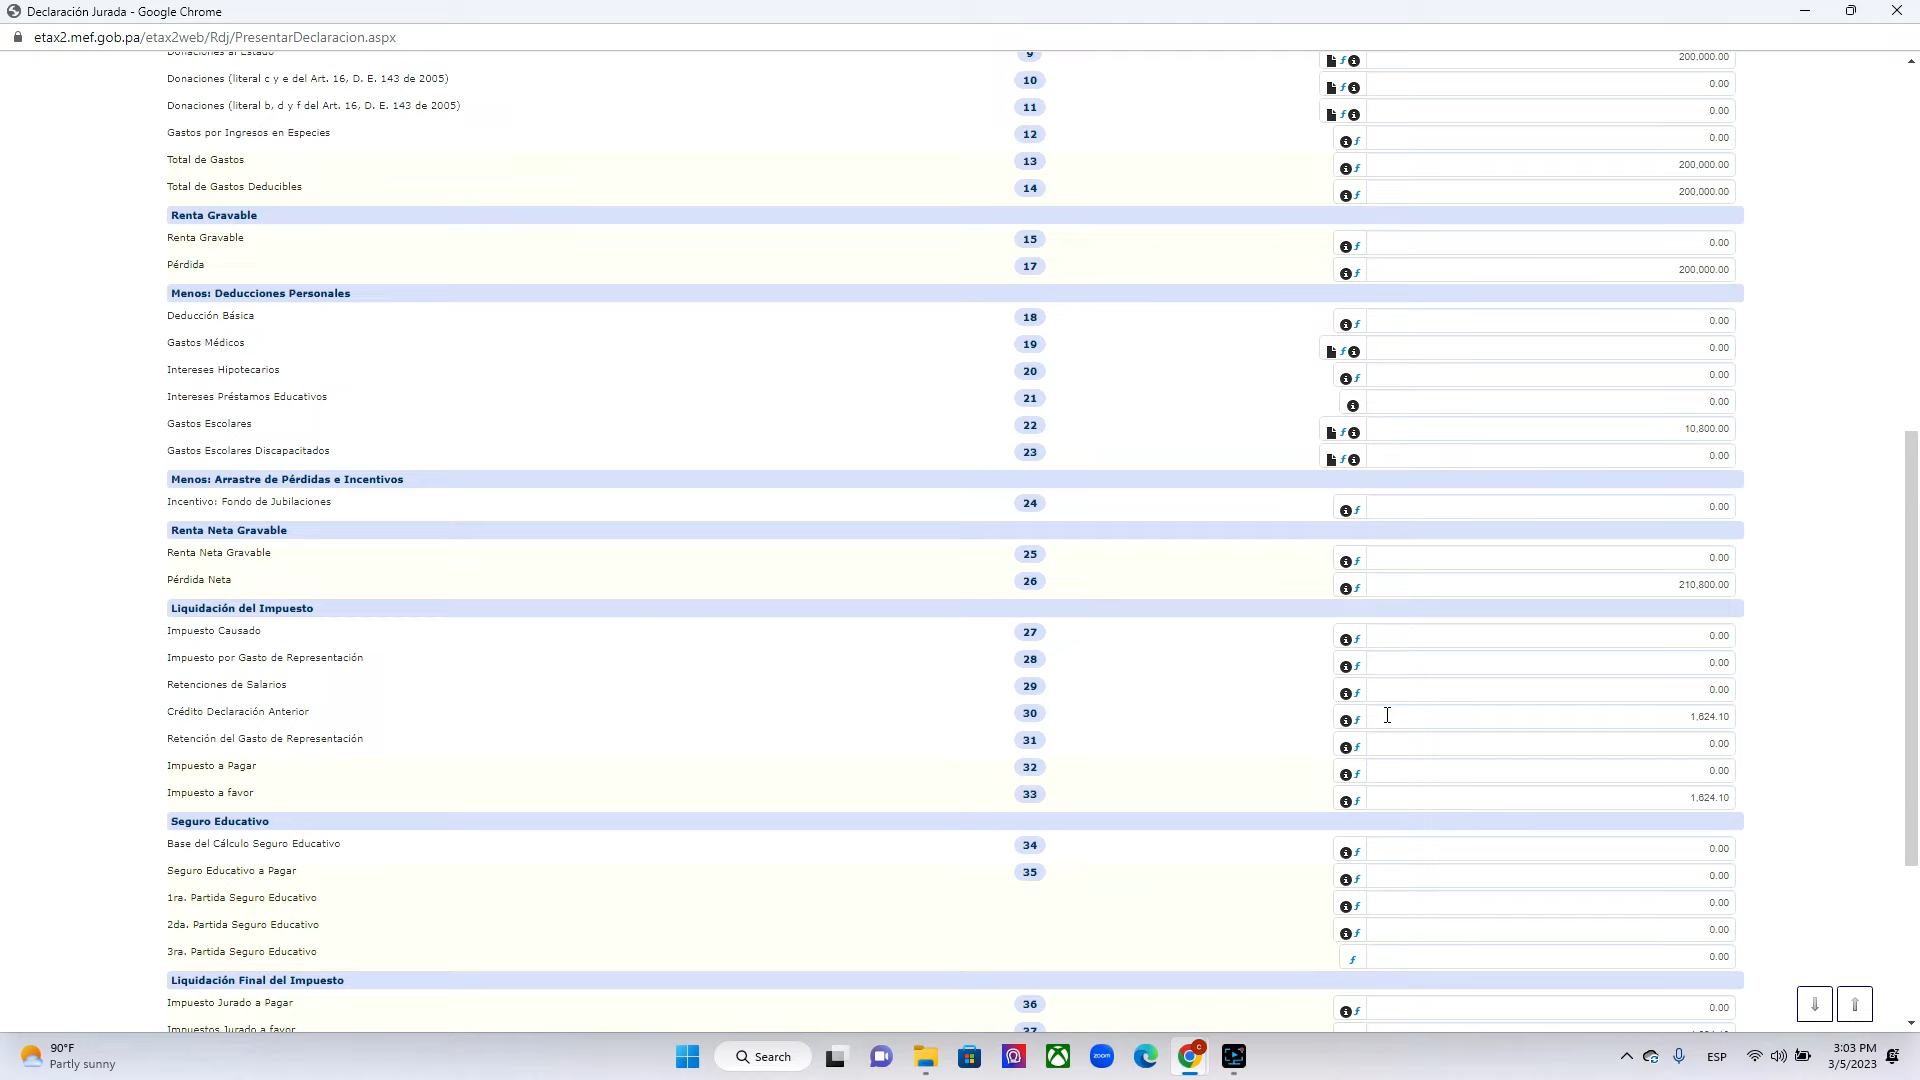 Declaración Jurada - Google Chrome
etax2.mef.gob.pa/etax2web/Rdj/PresentarDeclaracion.aspx
Donaciones al Estado 9 200,000.00
Donaciones (literal c y e del Art. 16, D. E. 143 de 2005) 10 0.00
Donaciones (literal b, d y f del Art. 16, D. E. 143 de 2005) 11 0.00
Gastos por Ingresos en Especies 12 0.00
Total de Gastos 13 200,000.00
Total de Gastos Deducibles 14 200,000.00
Renta Gravable
Renta Gravable 15 0.00
Pérdida 17 200,000.00
Menos: Deducciones Personales
Deducción Básica 18 0.00
Gastos Médicos 19 0.00
Intereses Hipotecarios 20 0.00
Intereses Préstamos Educativos 21 0.00
Gastos Escolares 22 10,800.00
Gastos Escolares Discapacitados 23 0.00
Menos: Arrastre de Pérdidas e Incentivos
Incentivo: Fondo de Jubilaciones 24 0.00
Renta Neta Gravable
Renta Neta Gravable 25 0.00
Pérdida Neta 26 210,800.00
Liquidación del Impuesto
Impuesto Causado 27 0.00
Impuesto por Gasto de Representación 28 0.00
Retenciones de Salarios 29 0.00
Crédito Declaración Anterior 30 1,624.10
Retención del Gasto de Representación 31 0.00
Impuesto a Pagar 32 0.00
Impuesto a favor 33 1,624.10
Seguro Educativo
Base del Cálculo Seguro Educativo 34 0.00
Seguro Educativo a Pagar 35 0.00
1ra. Partida Seguro Educativo 0.00
2da. Partida Seguro Educativo 0.00
3ra. Partida Seguro Educativo 0.00
Liquidación Final del Impuesto
Impuesto Jurado a Pagar 36 0.00
Impuestos Jurado a favor 37
90°F
Partly sunny
Search
zoom
C
ESP
3:03 PM
3/5/2023